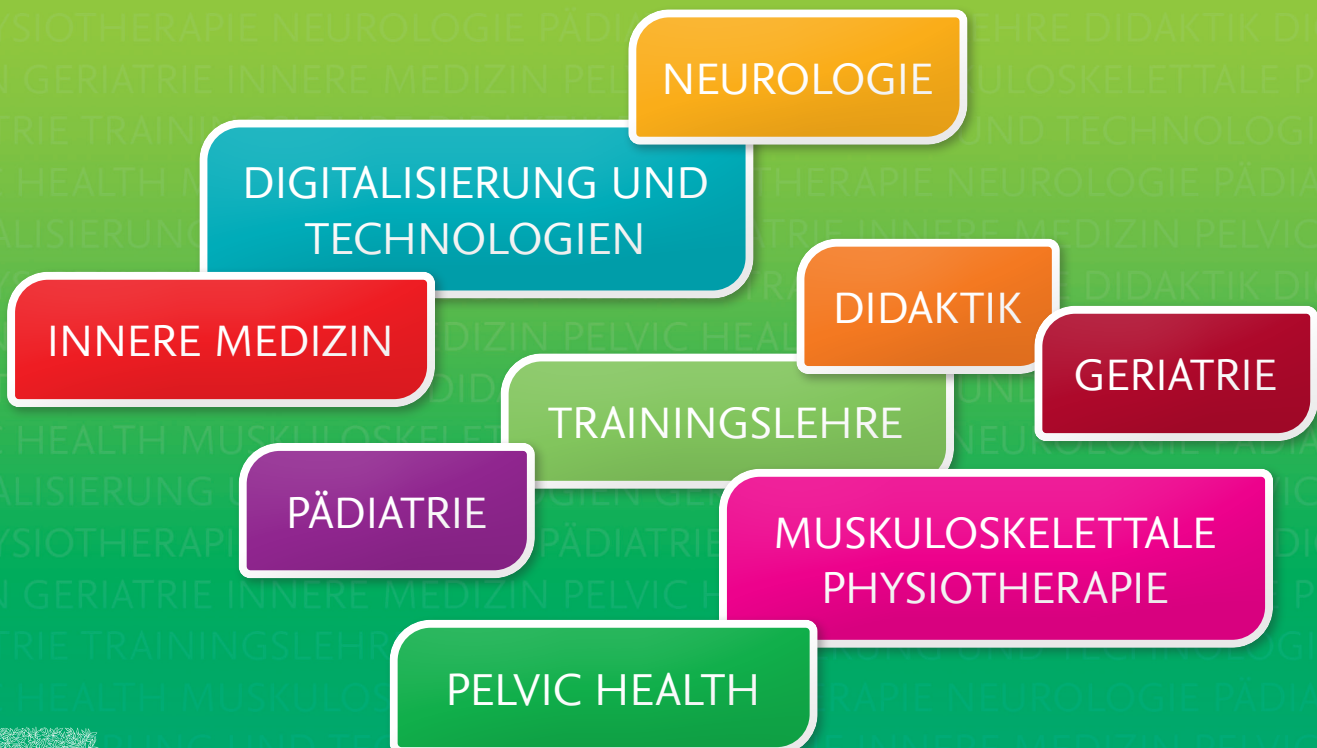 NEUROLOGIE
DIGITALISIERUNG UND
TECHNOLOGIEN
DIDAKTIK
INNERE MEDIZIN
GERIATRIE
TRAININGSLEHRE
PÄDIATRIE
MUSKULOSKELETTALE
PHYSIOTHERAPIE
PELVIC HEALTH